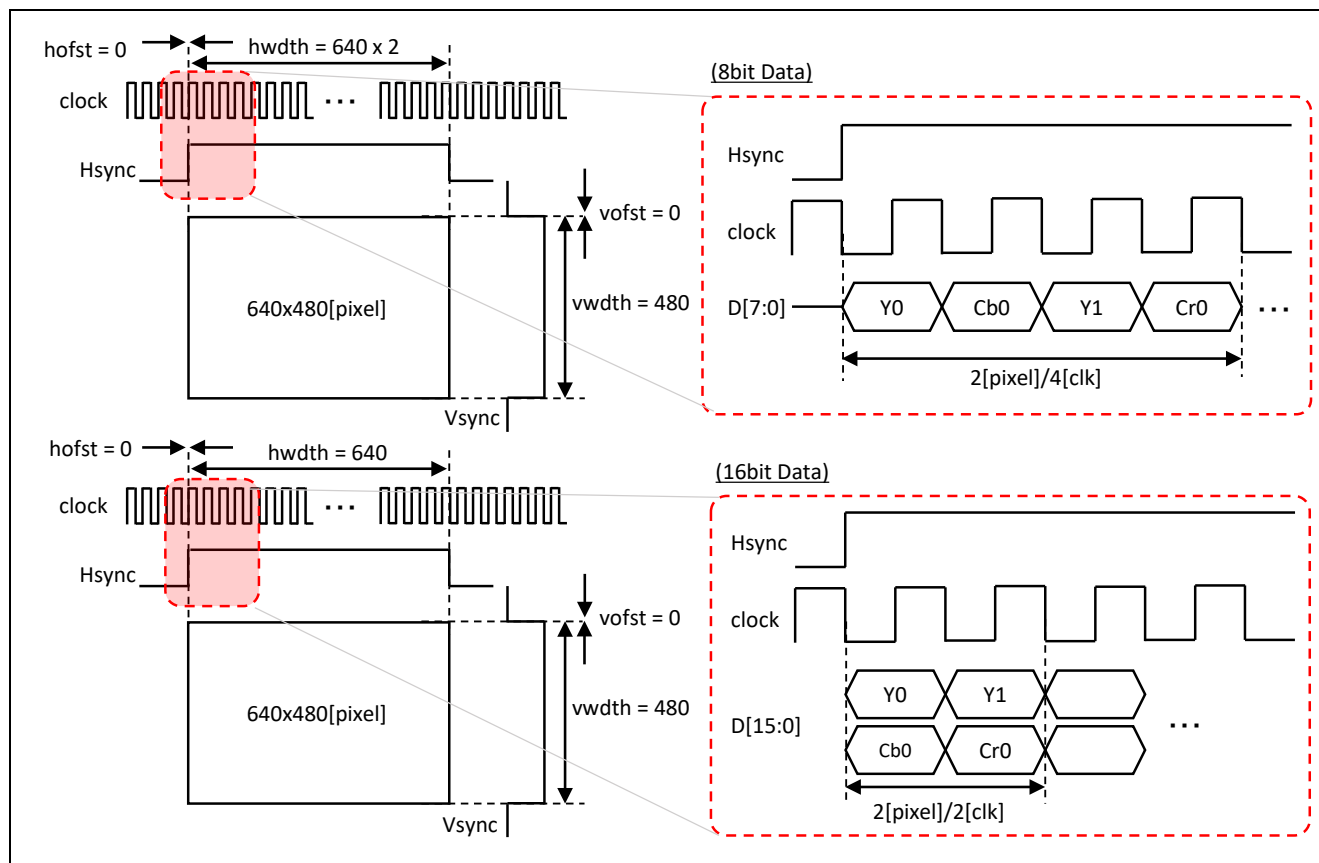 hofst = 0
hwdth = 640 x 2
clock
...
Hsync
vofst = 0
640x480[pixel]
vwdth = 480
Vsync
(8bit Data)
Hsync
clock
D[7:0]
Y0
Cb0
Y1
Cr0
...
2[pixel]/4[clk]
hofst = 0
hwdth = 640
clock
...
Hsync
vofst = 0
640x480[pixel]
vwdth = 480
Vsync
(16bit Data)
Hsync
clock
D[15:0]
Y0
Y1
Cb0
Cr0
...
2[pixel]/2[clk]